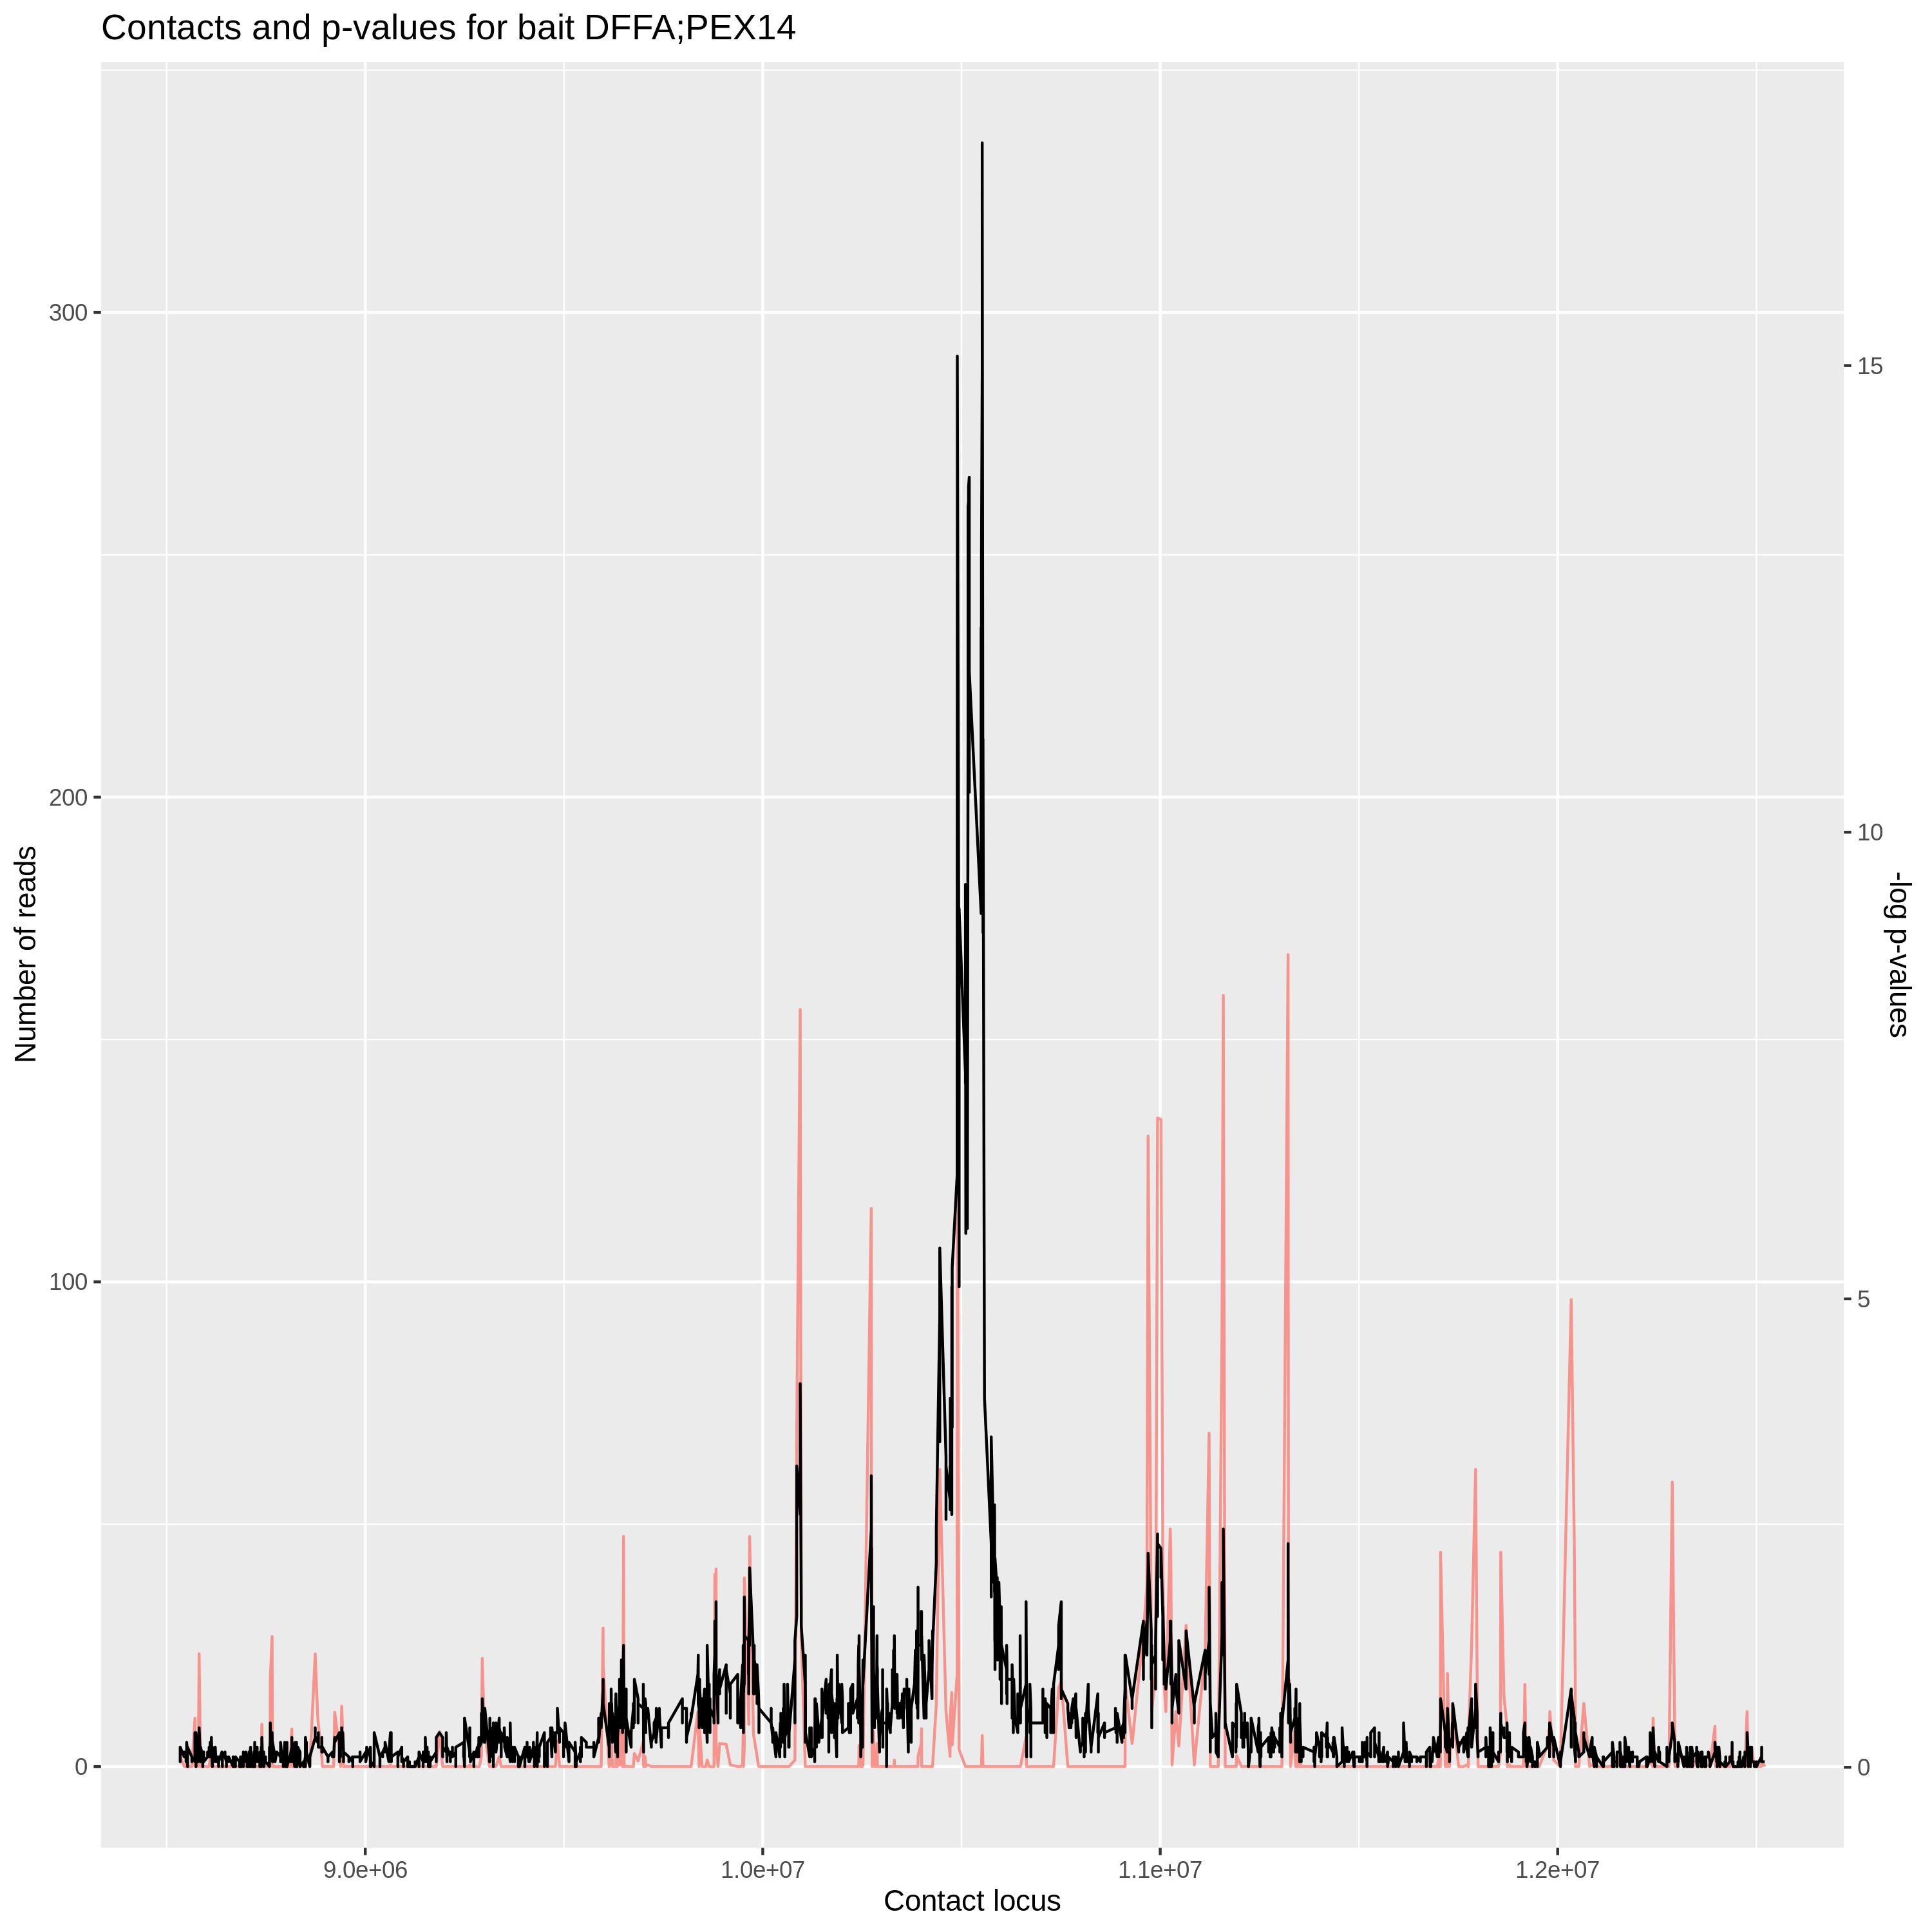 Contacts and p-values for bait DFFA;PEX14
Number of reads
300
200
100
0
15
10
5
0
-log p-values
9.0e+06
1.0e+07
1.1e+07
1.2e+07
Contact locus